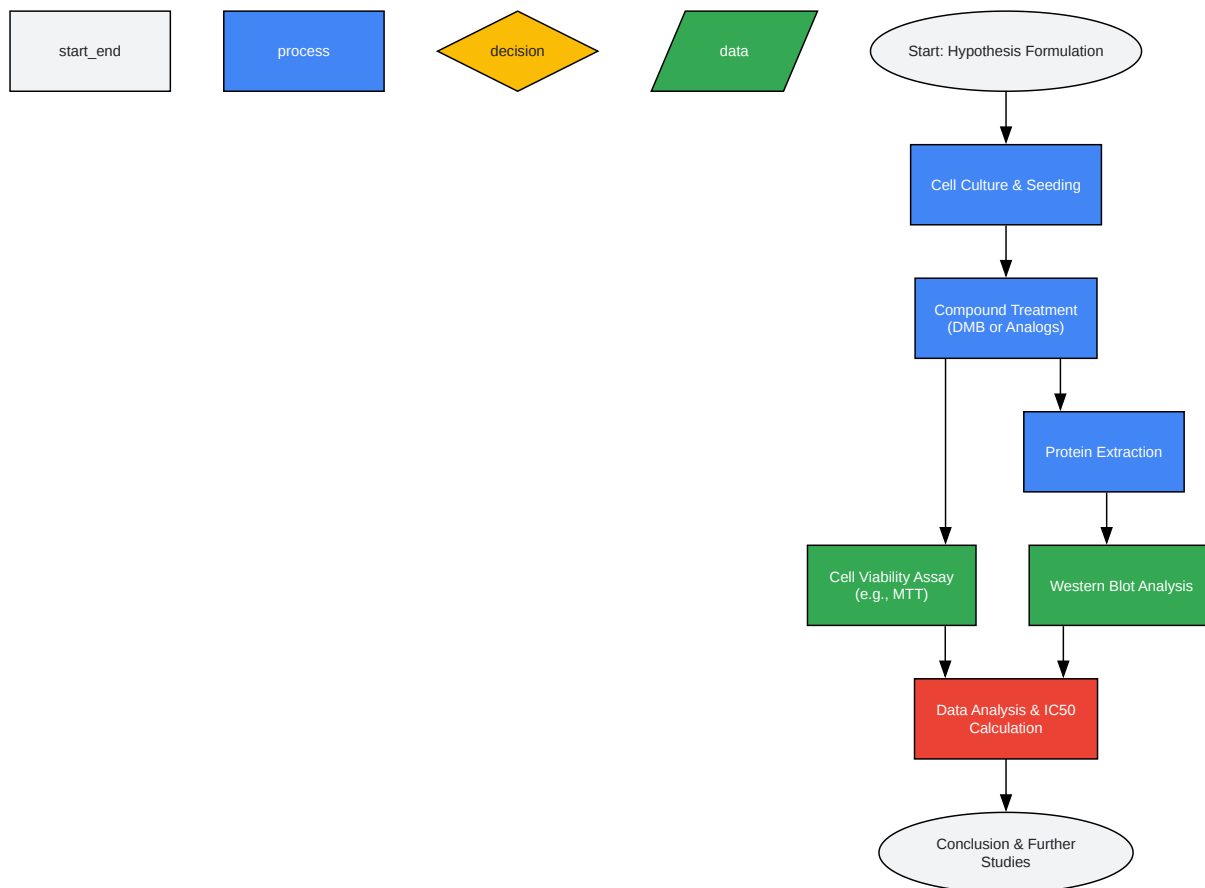 start_end
process
decision
data
Start: Hypothesis Formulation
Cell Culture & Seeding
Compound Treatment
(DMB or Analogs)
Protein Extraction
Cell Viability Assay
(e.g., MTT)
Western Blot Analysis
Data Analysis & IC50
Calculation
Conclusion & Further
Studies